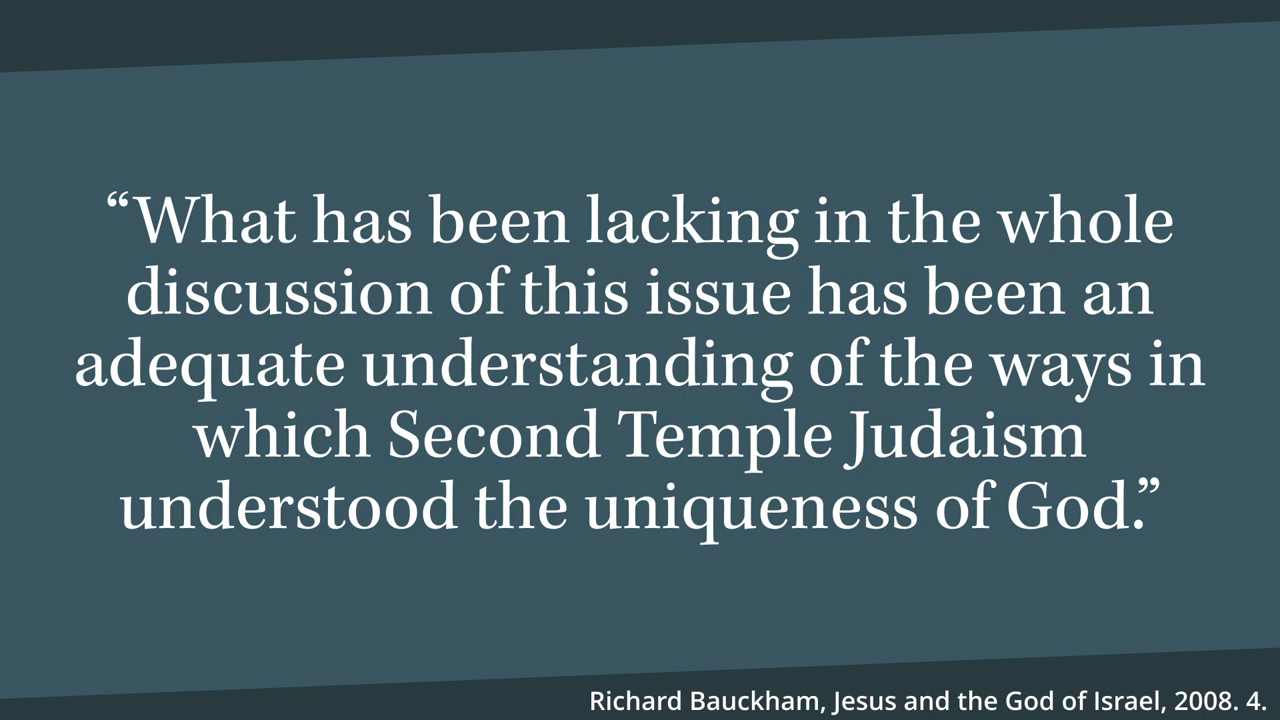 “What has been lacking in the whole
discussion of this issue has been an
adequate understanding of the ways in
which Second Temple Judaism
understood the uniqueness of God.”
Richard Bauckham, Jesus and the God of Israel, 2008. 4.